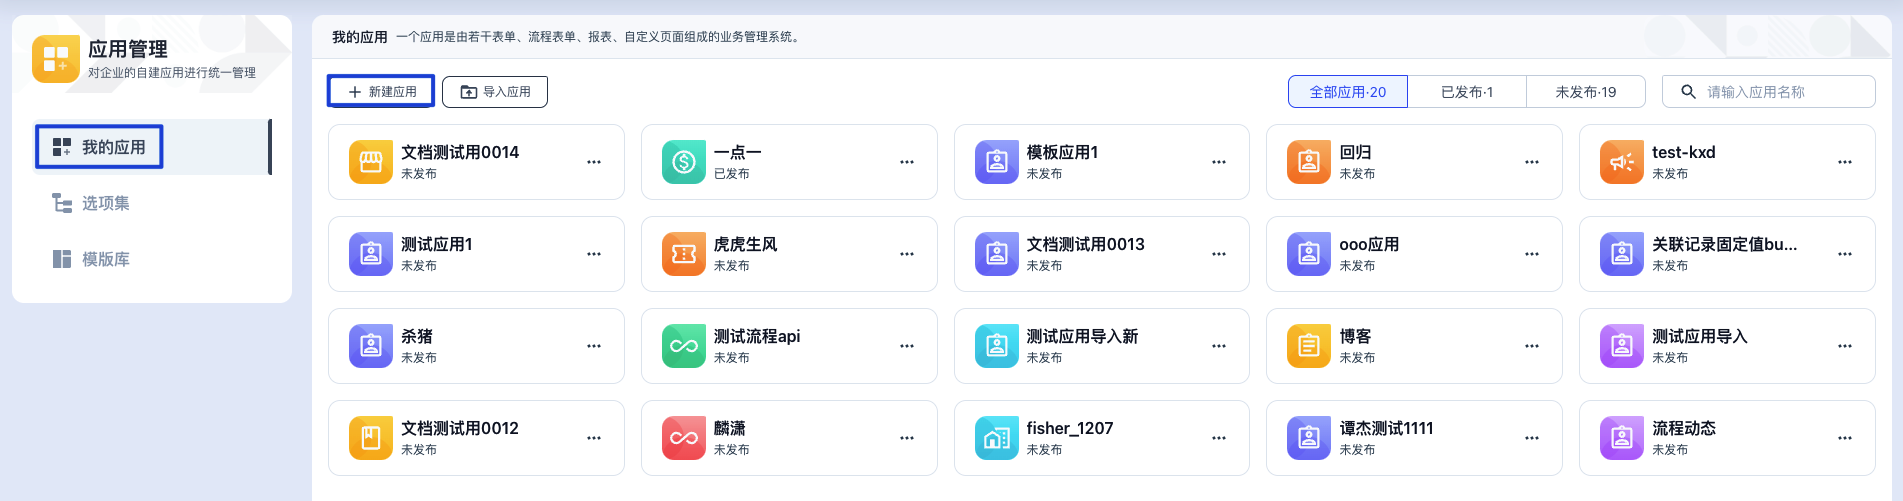 应用管理
对企业的自建应用进行统一管理
我的应用
选项集
模版库
我的应用 一个应用是由若干表单、流程表单、报表、自定义页面组成的业务管理系统。
新建应用 导入应用 全部应用·20 已发布·1 未发布·19 请输入应用名称
文档测试用0014
未发布
一点一
已发布
模板应用1
未发布
回归
未发布
test-kxd
未发布
测试应用1
未发布
虎虎生风
未发布
文档测试用0013
未发布
ooo应用
未发布
关联记录固定值bu...
未发布
杀猪
未发布
测试流程api
未发布
测试应用导入新
未发布
博客
未发布
测试应用导入
未发布
文档测试用0012
未发布
麟潇
未发布
fisher_1207
未发布
谭杰测试1111
未发布
流程动态
未发布